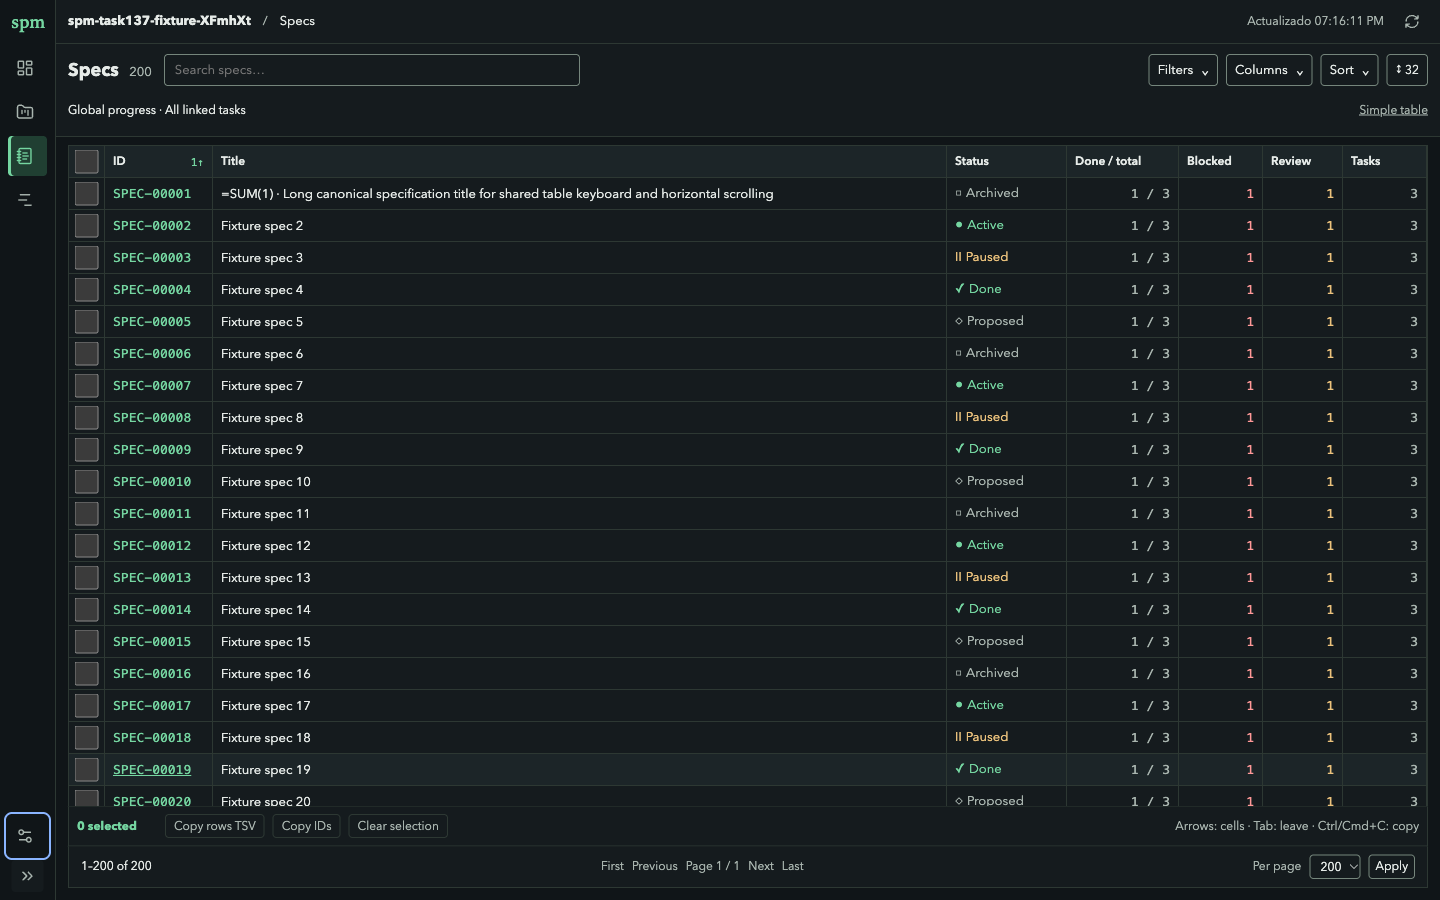 spm
spm-task137-fixture-XFmhXt / Specs
Actualizado 07:16:11 PM
Specs 200
Search specs...
Filters
Columns
Sort
↕ 32
Global progress · All linked tasks
Simple table
ID 1↑ Title Status Done / total Blocked Review Tasks
SPEC-00001 =SUM(1) · Long canonical specification title for shared table keyboard and horizontal scrolling Archived 1 / 3 1 1 3
SPEC-00002 Fixture spec 2 Active 1 / 3 1 1 3
SPEC-00003 Fixture spec 3 Paused 1 / 3 1 1 3
SPEC-00004 Fixture spec 4 Done 1 / 3 1 1 3
SPEC-00005 Fixture spec 5 Proposed 1 / 3 1 1 3
SPEC-00006 Fixture spec 6 Archived 1 / 3 1 1 3
SPEC-00007 Fixture spec 7 Active 1 / 3 1 1 3
SPEC-00008 Fixture spec 8 Paused 1 / 3 1 1 3
SPEC-00009 Fixture spec 9 Done 1 / 3 1 1 3
SPEC-00010 Fixture spec 10 Proposed 1 / 3 1 1 3
SPEC-00011 Fixture spec 11 Archived 1 / 3 1 1 3
SPEC-00012 Fixture spec 12 Active 1 / 3 1 1 3
SPEC-00013 Fixture spec 13 Paused 1 / 3 1 1 3
SPEC-00014 Fixture spec 14 Done 1 / 3 1 1 3
SPEC-00015 Fixture spec 15 Proposed 1 / 3 1 1 3
SPEC-00016 Fixture spec 16 Archived 1 / 3 1 1 3
SPEC-00017 Fixture spec 17 Active 1 / 3 1 1 3
SPEC-00018 Fixture spec 18 Paused 1 / 3 1 1 3
SPEC-00019 Fixture spec 19 Done 1 / 3 1 1 3
SPEC-00020 Fixture spec 20 Proposed 1 / 3 1 1 3
0 selected Copy rows TSV Copy IDs Clear selection Arrows: cells · Tab: leave · Ctrl/Cmd+C: copy
1–200 of 200 First Previous Page 1 / 1 Next Last Per page 200 Apply